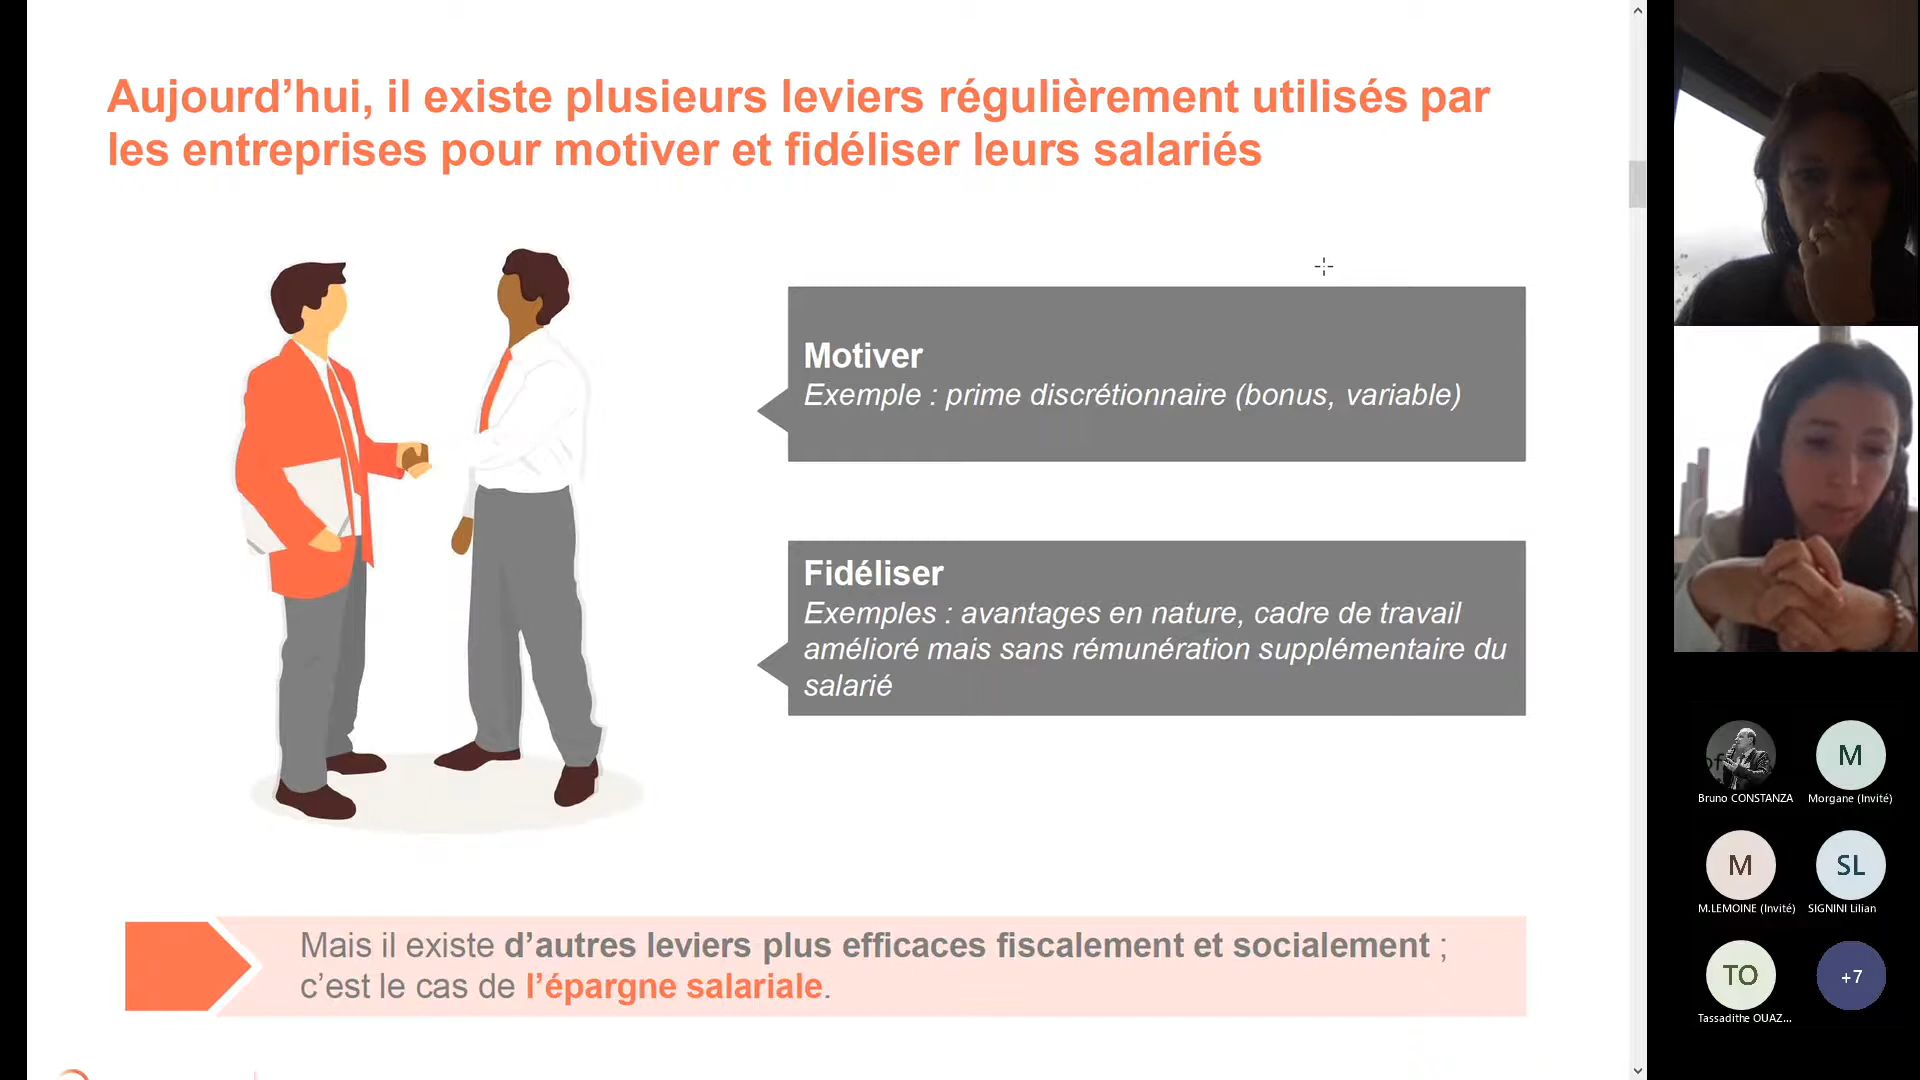 Aujourd’hui, il existe plusieurs leviers régulièrement utilisés par
les entreprises pour motiver et fidéliser leurs salariés
Motiver
Exemple : prime discrétionnaire (bonus, variable)
Fidéliser
Exemples : avantages en nature, cadre de travail
amélioré mais sans rémunération supplémentaire du
salarié
Mais il existe d’autres leviers plus efficaces fiscalement et socialement ;
c’est le cas de l’épargne salariale.
Bruno CONSTANZA
M
Morgane (Invité)
M
M.LEMOINE (Invité)
SL
SIGNINI Lilian
TO
Tassadithe OUAZ...
+7